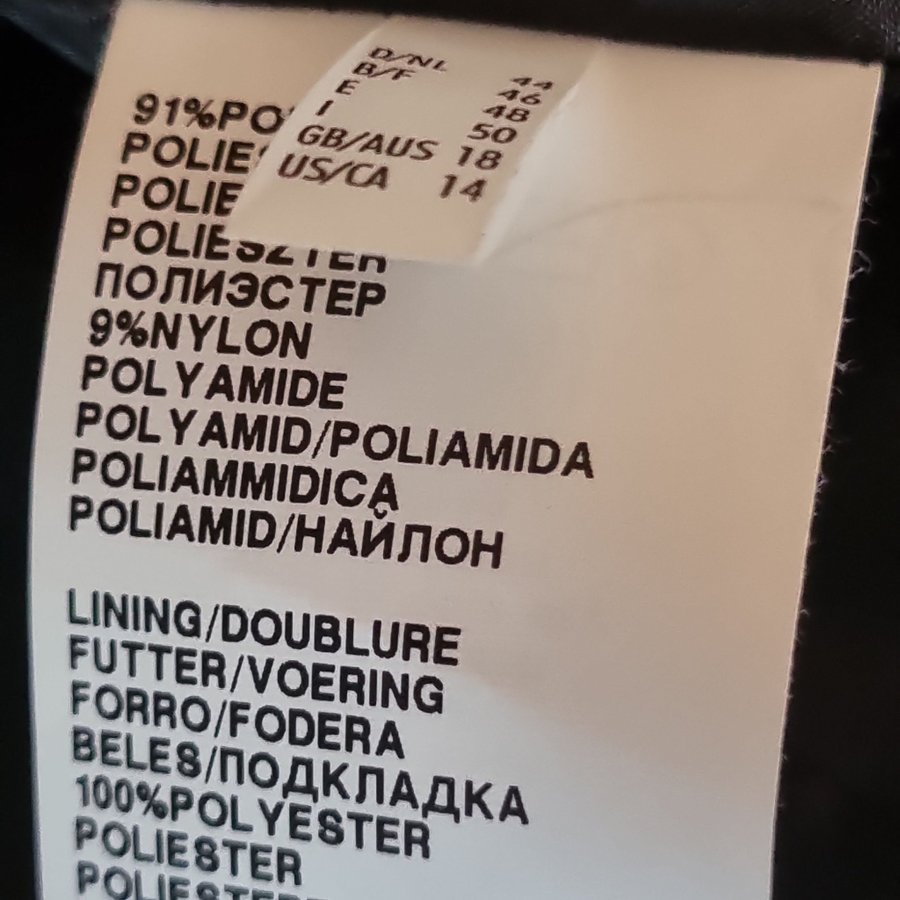 D/NL 44
B/F 46
E 48
I 50
GB/AUS 18
US/CA 14
91%
ПОЛИЭСТЕР
9%NYLON
POLYAMIDE
POLYAMID/POLIAMIDA
POLIAMMIDICA
POLIAMID/НАЙЛОН
LINING/DOUBLURE
FUTTER/VOERING
FORRO/FODERA
BELES/ПОДКЛАДКА
100%POLYESTER
POLIESTER